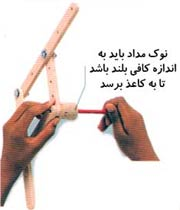 نوک مداد باید به
اندازه کافی بلند باشد
تا به کاغذ برسد